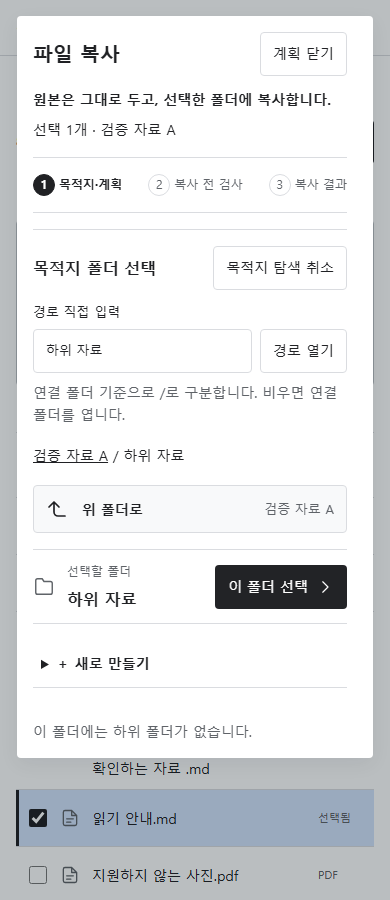 파일 복사
계획 닫기
원본은 그대로 두고, 선택한 폴더에 복사합니다.
선택 1개 · 검증 자료 A
1 목적지·계획 2 복사 전 검사 3 복사 결과
목적지 폴더 선택
목적지 탐색 취소
경로 직접 입력
하위 자료
경로 열기
연결 폴더 기준으로 /로 구분합니다. 비우면 연결
폴더를 엽니다.
검증 자료 A / 하위 자료
위 폴더로 검증 자료 A
선택할 폴더
하위 자료
이 폴더 선택
+ 새로 만들기
이 폴더에는 하위 폴더가 없습니다.
확인하는 자료 .md
읽기 안내.md 선택됨
지원하지 않는 사진.pdf PDF